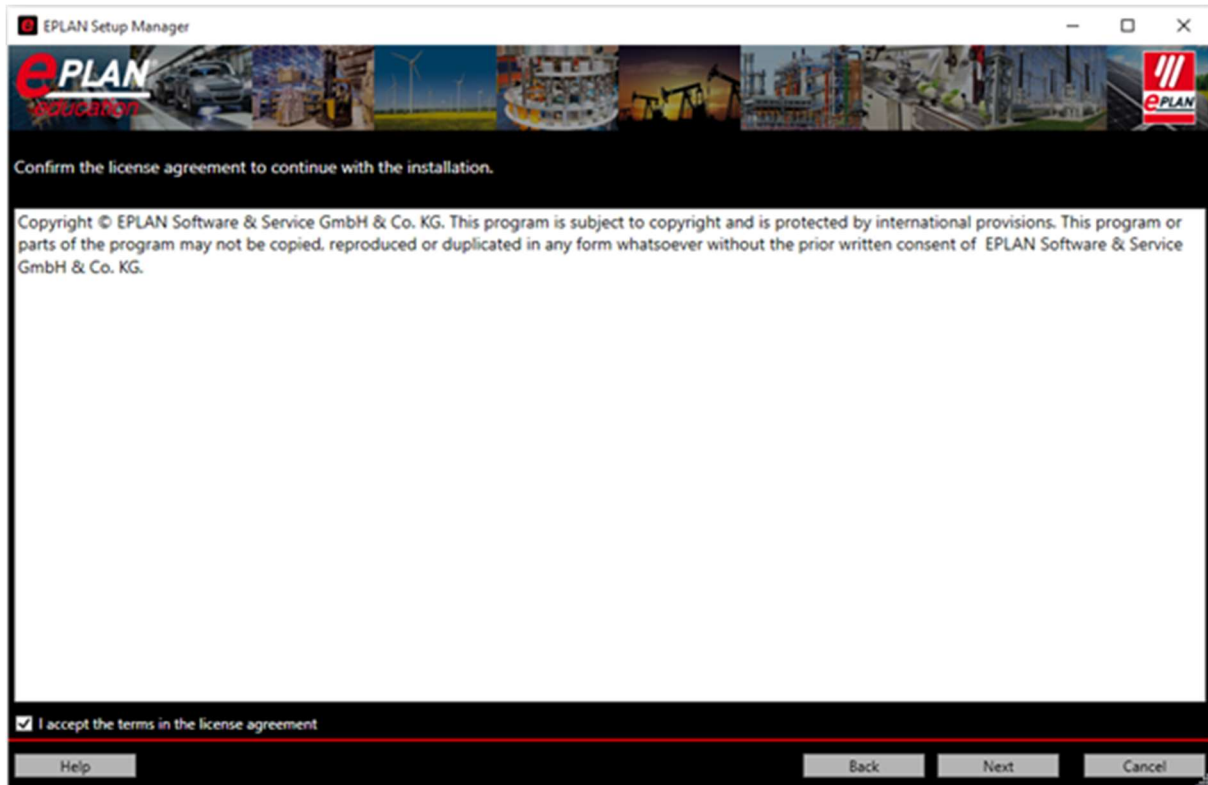 EPLAN Setup Manager
ePLAN
education
ePLAN
Confirm the license agreement to continue with the installation.
Copyright © EPLAN Software & Service GmbH & Co. KG. This program is subject to copyright and is protected by international provisions. This program or
parts of the program may not be copied, reproduced or duplicated in any form whatsoever without the prior written consent of EPLAN Software & Service
GmbH & Co. KG.
I accept the terms in the license agreement
Help
Back
Next
Cancel